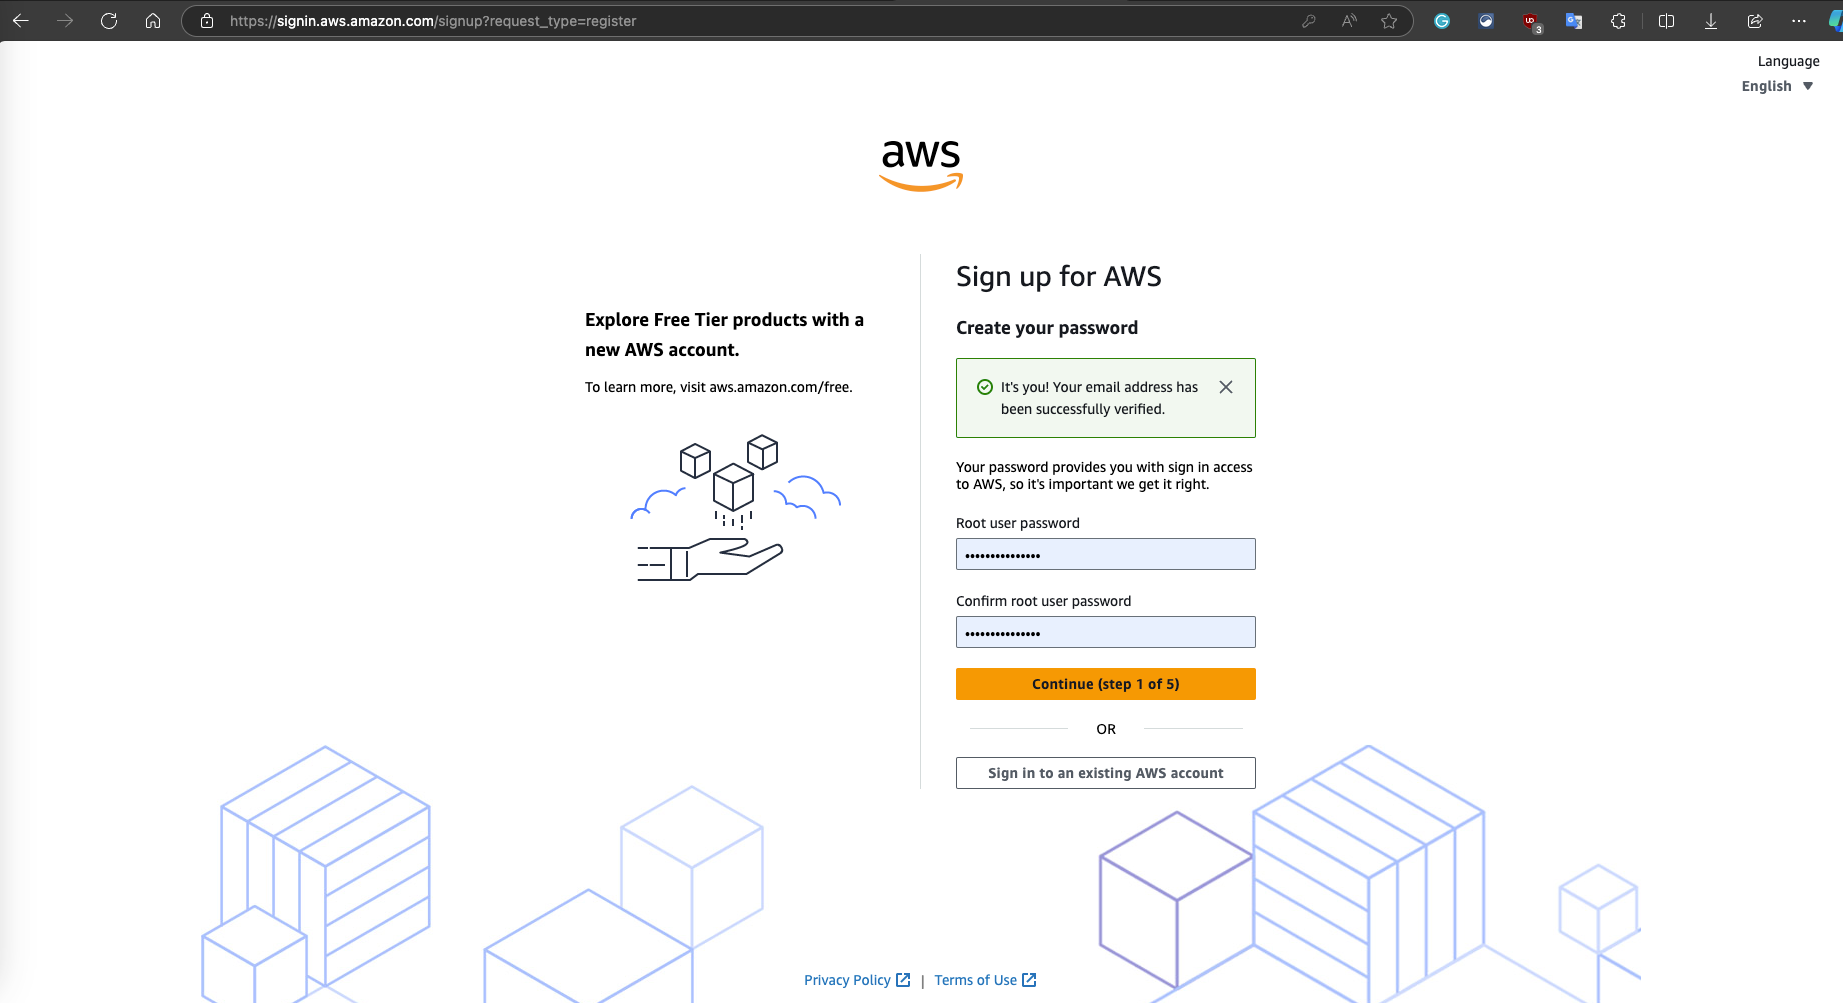 https://signin.aws.amazon.com/signup?request_type=register
3
Language
English
aws
Explore Free Tier products with a
new AWS account.
To learn more, visit aws.amazon.com/free.
Sign up for AWS
Create your password
It's you! Your email address has
been successfully verified.
Your password provides you with sign in access
to AWS, so it's important we get it right.
Root user password
•••••••••••••••
Confirm root user password
•••••••••••••••
Continue (step 1 of 5)
OR
Sign in to an existing AWS account
Privacy Policy | Terms of Use